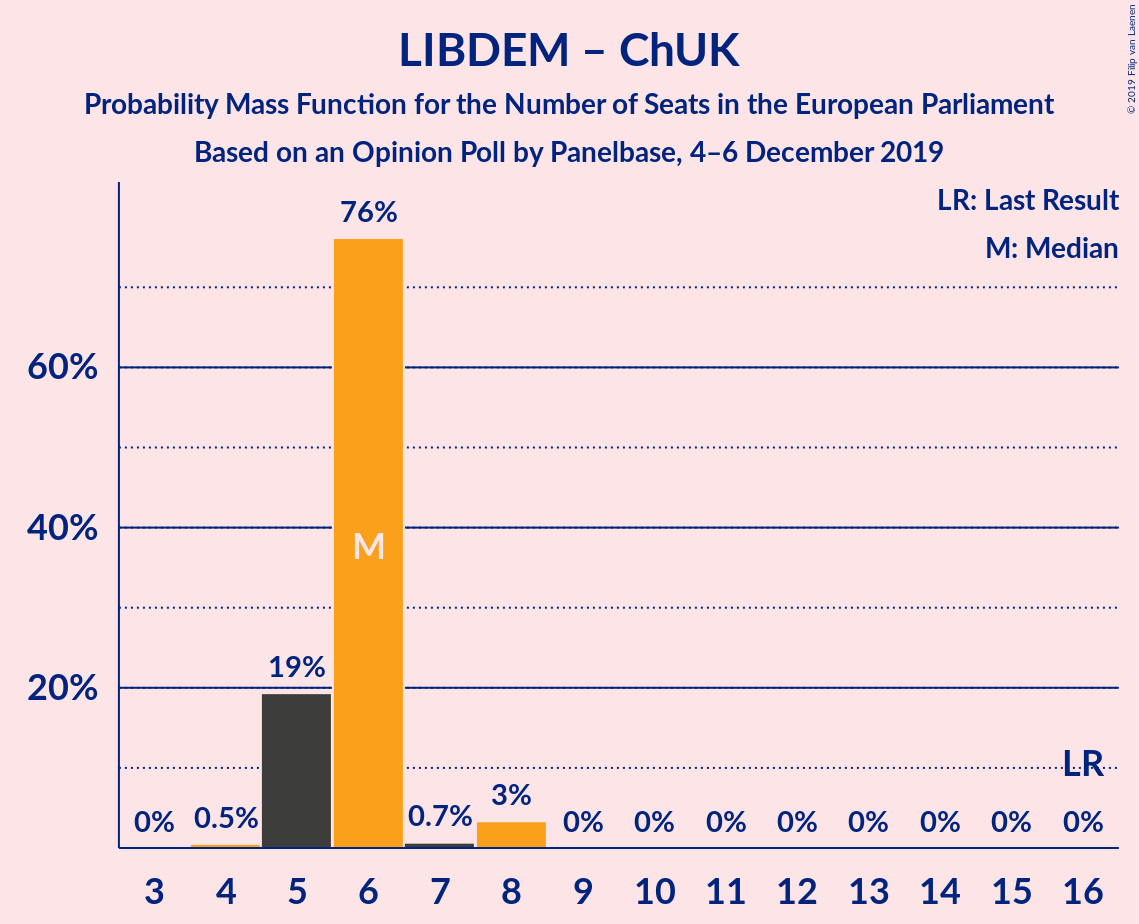 LIBDEM – ChUK
Probability Mass Function for the Number of Seats in the European Parliament
Based on an Opinion Poll by Panelbase, 4–6 December 2019
© 2019 Filip van Laenen
LR: Last Result
M: Median
76%
60%
40%
M
19%
20%
LR
0% 0.5% 0.7% 3% 0% 0% 0% 0% 0% 0% 0% 0%
3 4 5 6 7 8 9 10 11 12 13 14 15 16